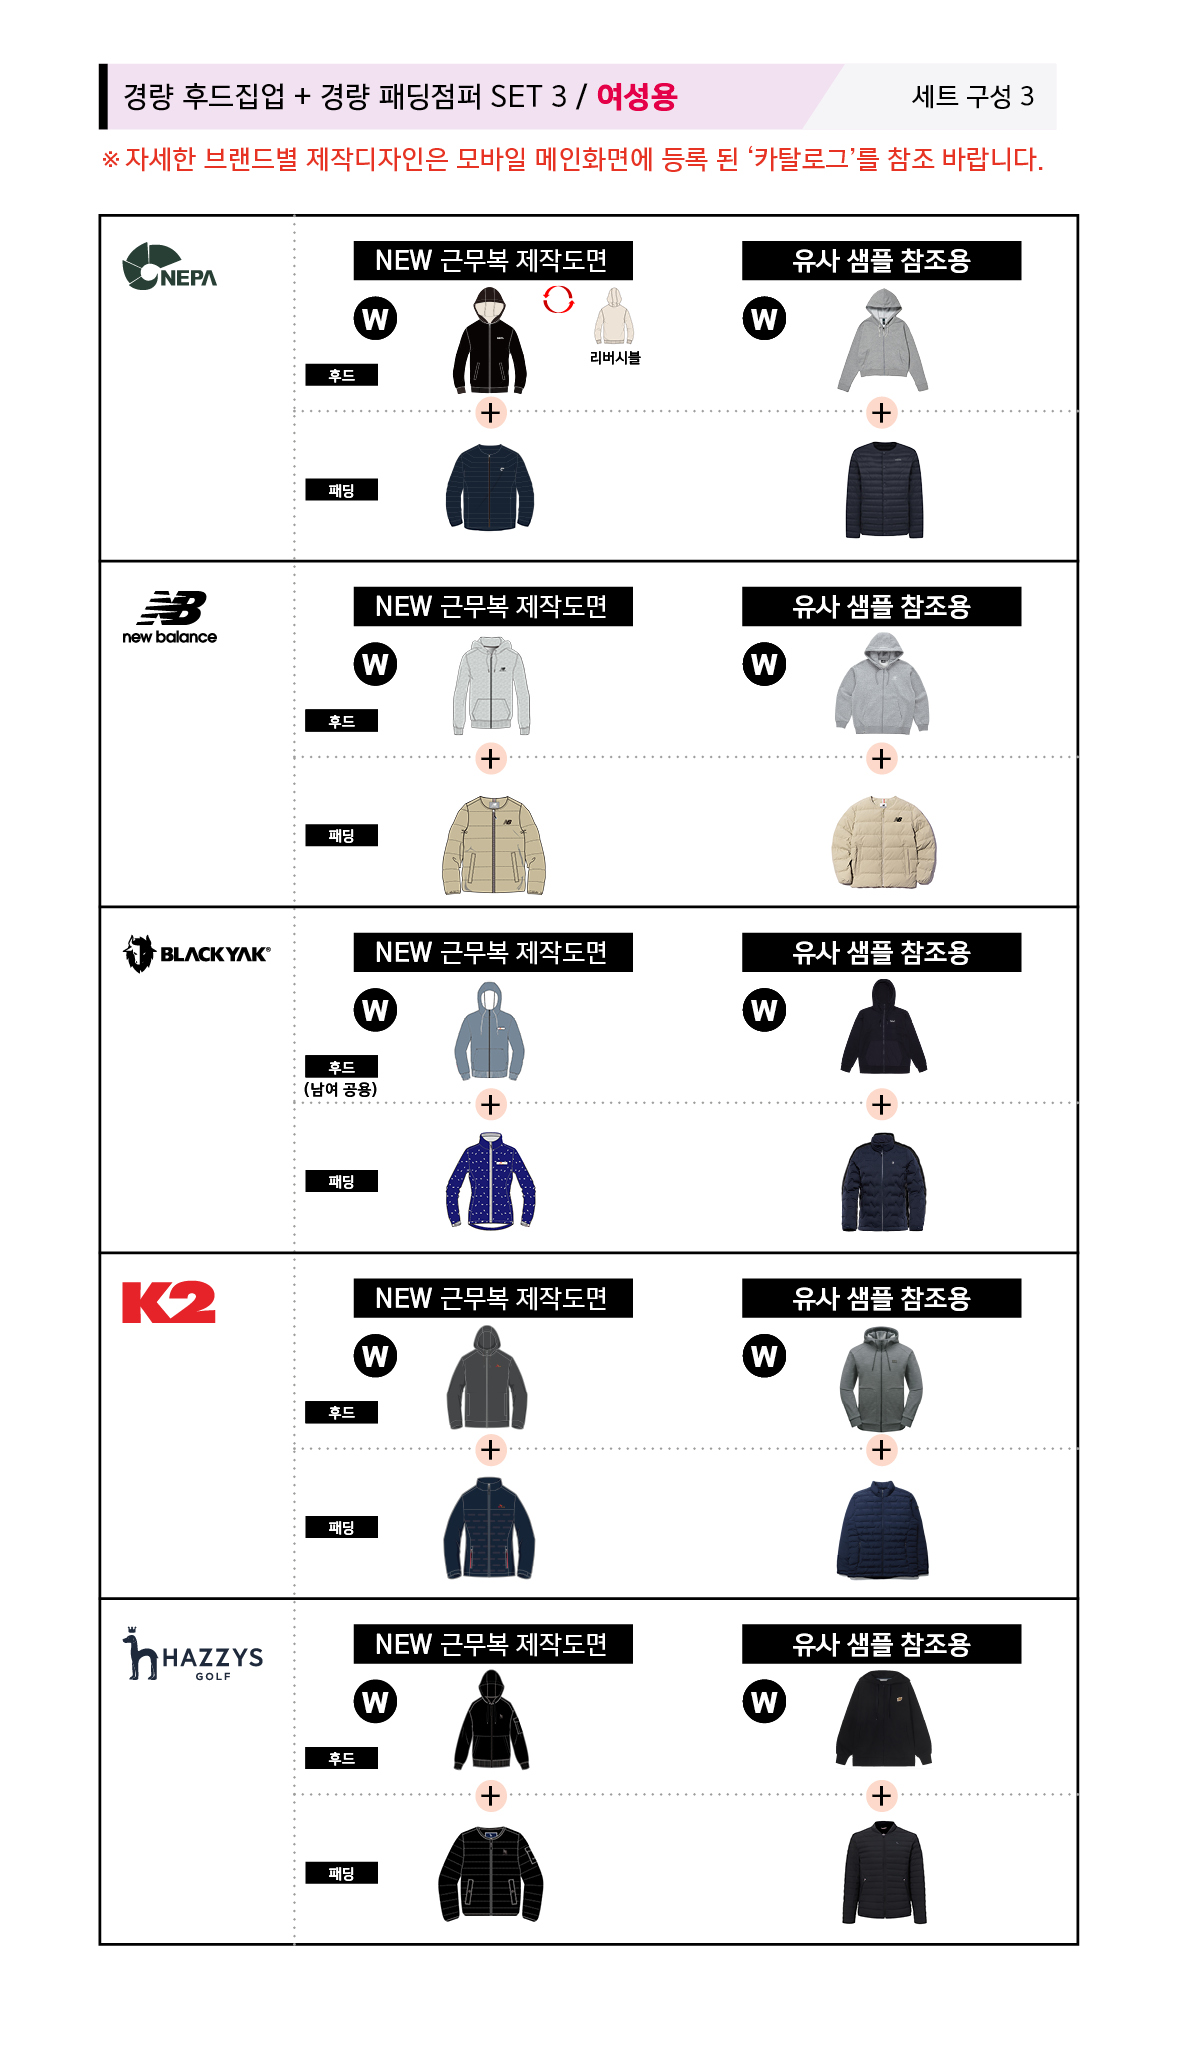 경량 후드집업 + 경량 패딩점퍼 SET 3 / 여성용
세트 구성 3
※ 자세한 브랜드별 제작디자인은 모바일 메인화면에 등록 된 ‘카탈로그’를 참조 바랍니다.
NEPA
NEW 근무복 제작도면
유사 샘플 참조용
W
리버시블
W
후드
+
+
패딩
NB
new balance
NEW 근무복 제작도면
유사 샘플 참조용
W
W
후드
+
+
패딩
BLACKYAK®
NEW 근무복 제작도면
유사 샘플 참조용
W
W
후드
(남여 공용)
+
+
패딩
K2
NEW 근무복 제작도면
유사 샘플 참조용
W
W
후드
+
+
패딩
HAZZYS
GOLF
NEW 근무복 제작도면
유사 샘플 참조용
W
W
후드
+
+
패딩